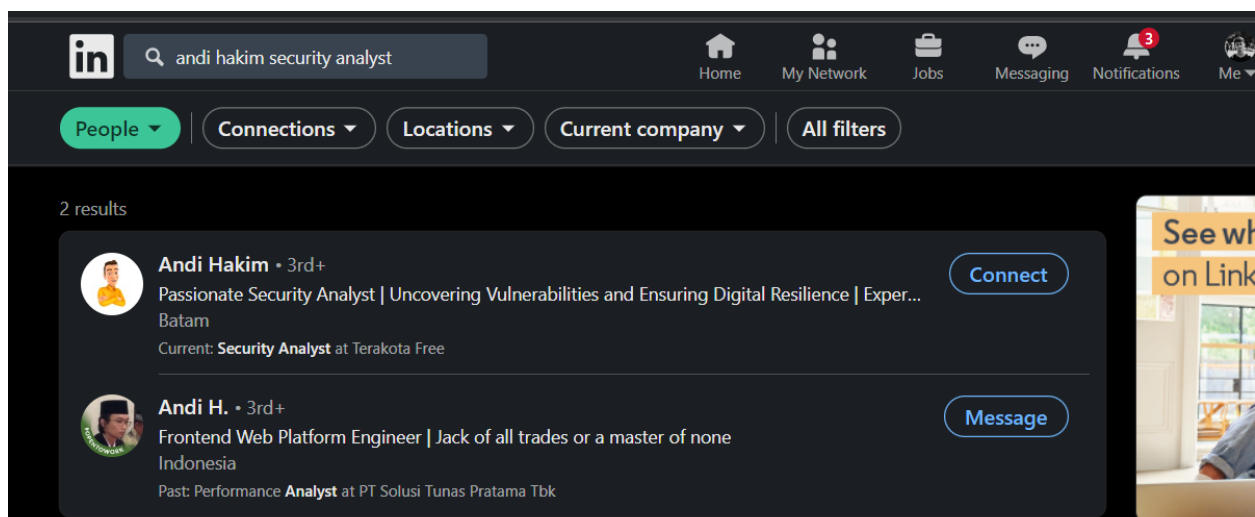 in
andi hakim security analyst
Home
My Network
Jobs
Messaging
3
Notifications
Me
People
Connections
Locations
Current company
All filters
2 results
See wh
on Link
Andi Hakim • 3rd+
Connect
Passionate Security Analyst | Uncovering Vulnerabilities and Ensuring Digital Resilience | Exper...
Batam
Current: Security Analyst at Terakota Free
Andi H. • 3rd+
Message
Frontend Web Platform Engineer | Jack of all trades or a master of none
Indonesia
Past: Performance Analyst at PT Solusi Tunas Pratama Tbk
#OPENTOWORK